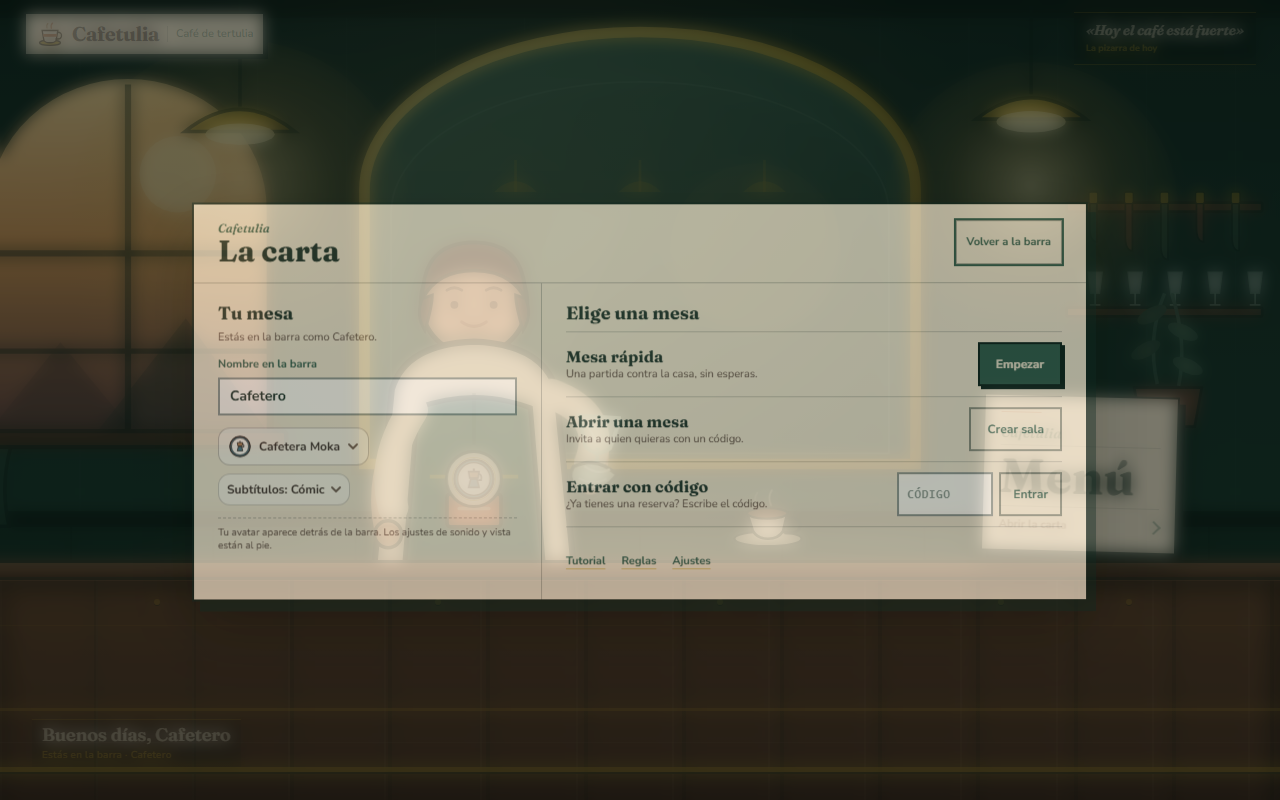 Cafetulia Café de tertulia
«Hoy el café está fuerte»
La pizarra de hoy
Cafetulia
La carta
Volver a la barra
Tu mesa
Estás en la barra como Cafetero.
Nombre en la barra
Cafetero
Cafetera Moka
Subtítulos: Cómic
Tu avatar aparece detrás de la barra. Los ajustes de sonido y vista
están al pie.
Elige una mesa
Mesa rápida
Una partida contra la casa, sin esperas.
Empezar
Abrir una mesa
Invita a quien quieras con un código.
Crear sala
Entrar con código
¿Ya tienes una reserva? Escribe el código.
CÓDIGO
Entrar
Tutorial Reglas Ajustes
Cafetulia
Menú
Abrir la carta
Buenos días, Cafetero
Estás en la barra · Cafetero